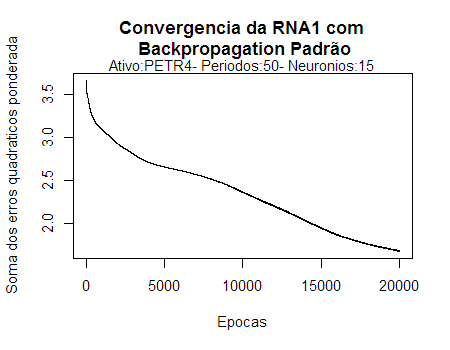 Convergencia da RNA1 com
Backpropagation Padrão
Ativo:PETR4- Periodos:50- Neuronios:15
Soma dos erros quadraticos ponderada
3.5
3.0
2.5
2.0
0 5000 10000 15000 20000
Epocas